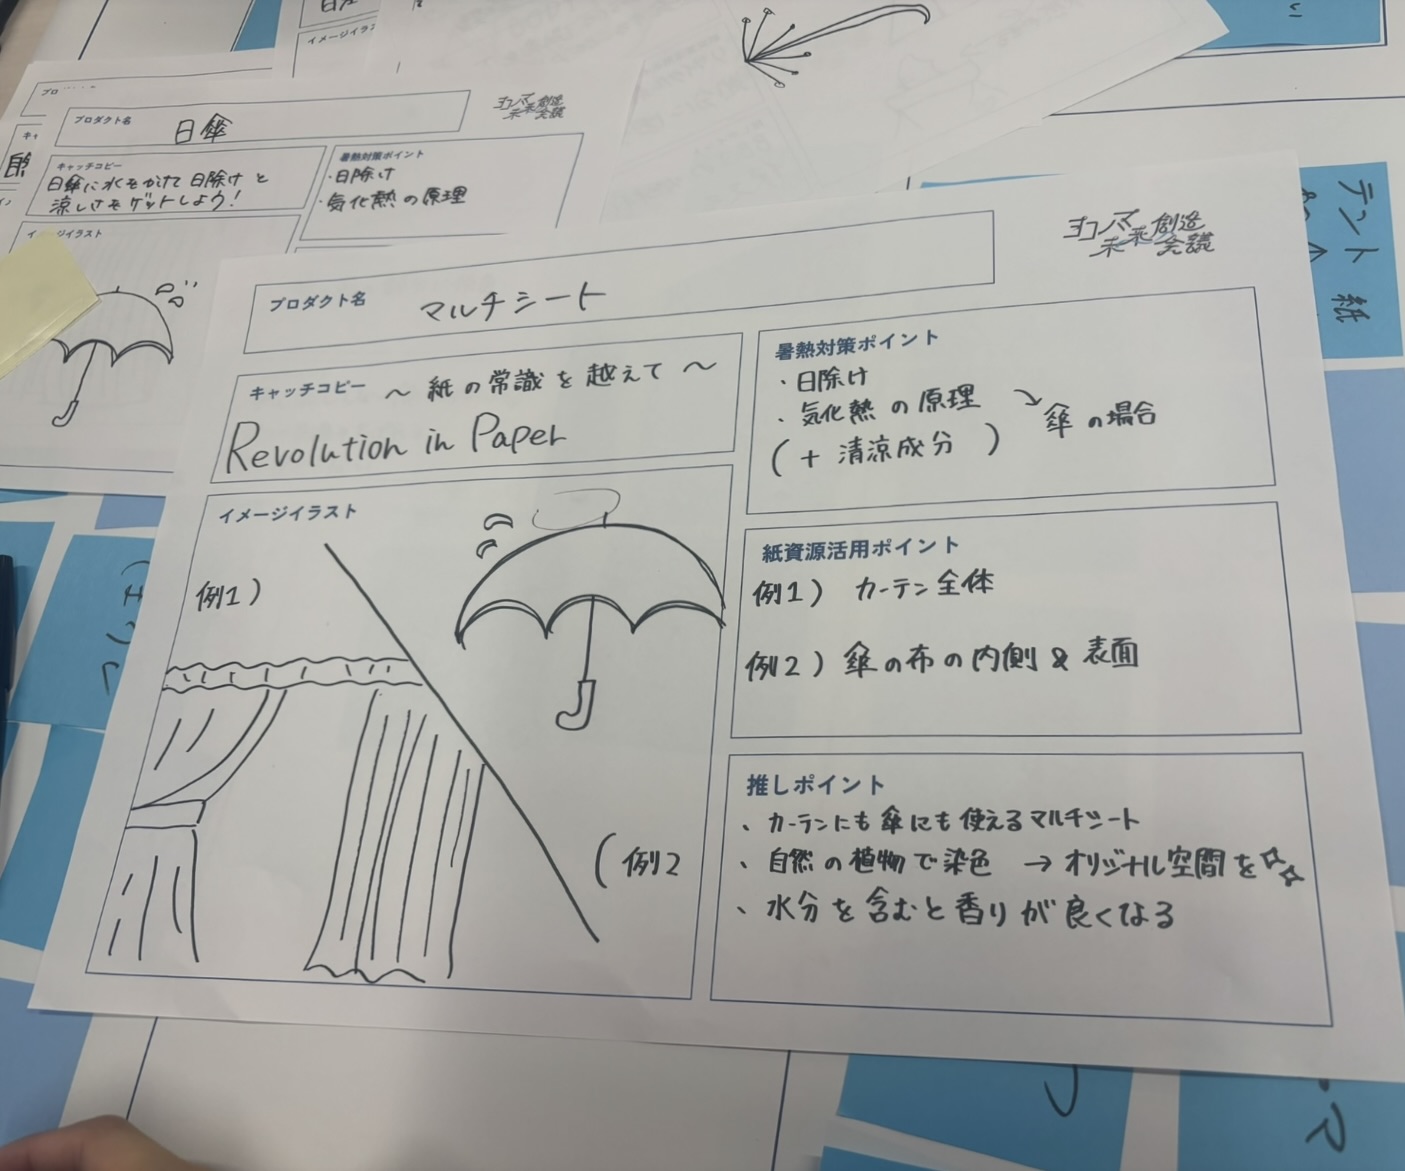 プロダクト名
日傘
ヨコハマ
未来創造
会議
キャッチコピー
日傘に水をかけて日除けと
涼しさをゲットしよう!
暑熱対策ポイント
・日除け
・気化熱の原理
イメージイラスト
イメージイラスト
プロダクト名
マルチシート
ヨコハマ
未来創造
会議
キャッチコピー
〜紙の常識を越えて〜
Revolution in Paper
イメージイラスト
例1)
(例2
暑熱対策ポイント
・日除け
・気化熱の原理
(+清涼成分)
傘の場合
紙資源活用ポイント
例1) カーテン全体
例2) 傘の布の内側&表面
推しポイント
、カーテンにも傘にも使えるマルチシート
、自然の植物で染色 → オリジナル空間を
、水分を含むと香りが良くなる
テント
紙